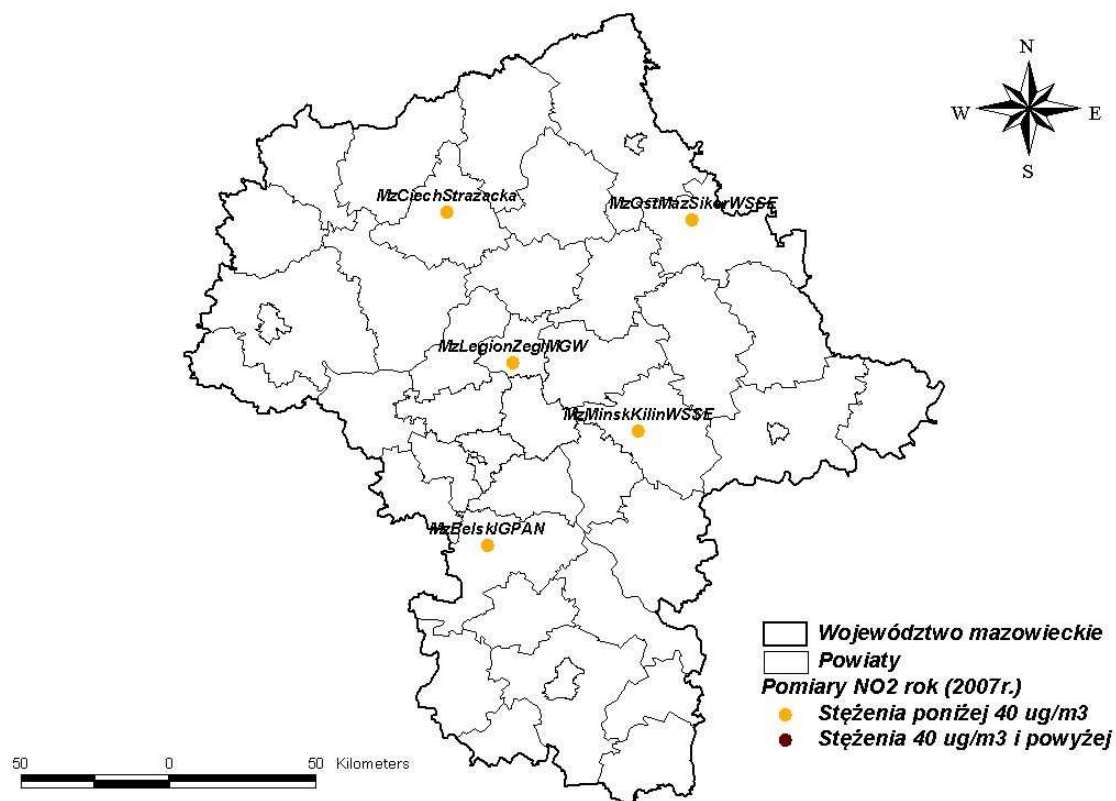 N
W E
S
MzCiechStrazacka
MzOstMazSikorWSSE
MzLegionZegIMGW
MzMinskKilinWSSE
MzBelskIGPAN
Województwo mazowieckie
Powiaty
Pomiary NO2 rok (2007r.)
Stężenia poniżej 40 ug/m3
Stężenia 40 ug/m3 i powyżej
50 0 50 Kilometers